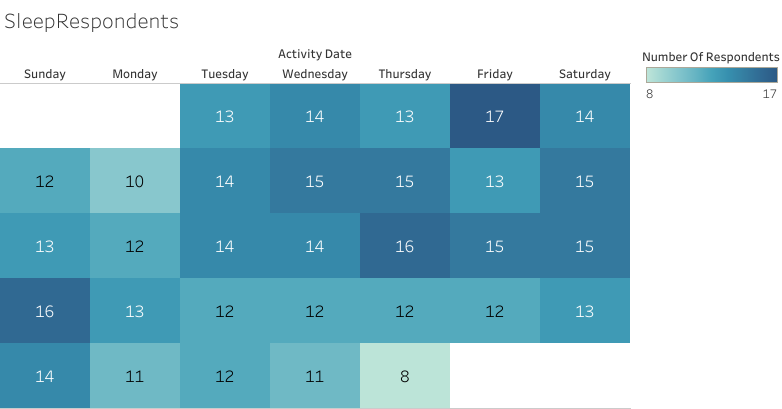 SleepRespondents
Activity Date
Number Of Respondents
Sunday Monday Tuesday Wednesday Thursday Friday Saturday
8 17
13 14 13 17 14
12 10 14 15 15 13 15
13 12 14 14 16 15 15
16 13 12 12 12 12 13
14 11 12 11 8